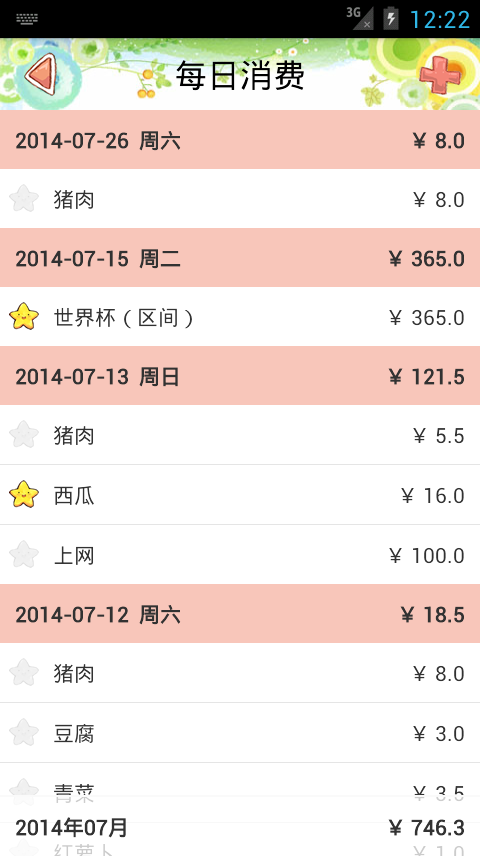 3G 12:22
每日消费
2014-07-26 周六 ¥ 8.0
猪肉 ¥ 8.0
2014-07-15 周二 ¥ 365.0
世界杯（区间） ¥ 365.0
2014-07-13 周日 ¥ 121.5
猪肉 ¥ 5.5
西瓜 ¥ 16.0
上网 ¥ 100.0
2014-07-12 周六 ¥ 18.5
猪肉 ¥ 8.0
豆腐 ¥ 3.0
青菜 ¥ 3.5
2014年07月 ¥ 746.3
红萝卜 ¥ 1.0